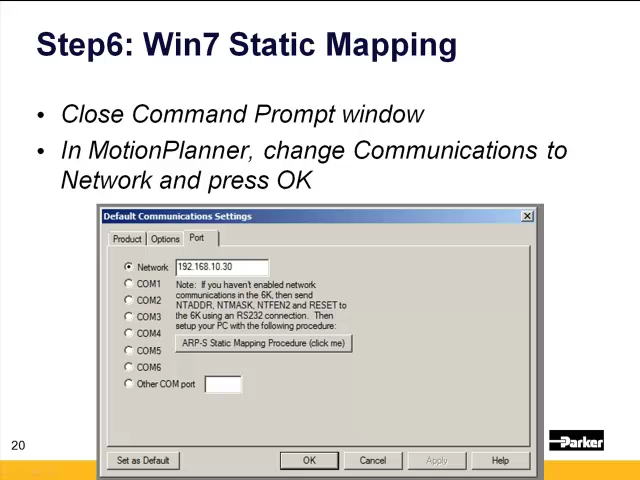 Step6: Win7 Static Mapping
• Close Command Prompt window
• In MotionPlanner, change Communications to
Network and press OK
Default Communications Settings
Product Options Port
Network 192.168.10.30
COM1
COM2
COM3
COM4
COM5
COM6
Other COM port
Note: If you haven't enabled network
communications in the 6K, then send
NTADDR, NTMASK, NTFEN2 and RESET to
the 6K using an RS232 connection. Then
setup your PC with the following procedure:
ARP-S Static Mapping Procedure (click me)
Set as Default OK Cancel Apply Help
20
Parker